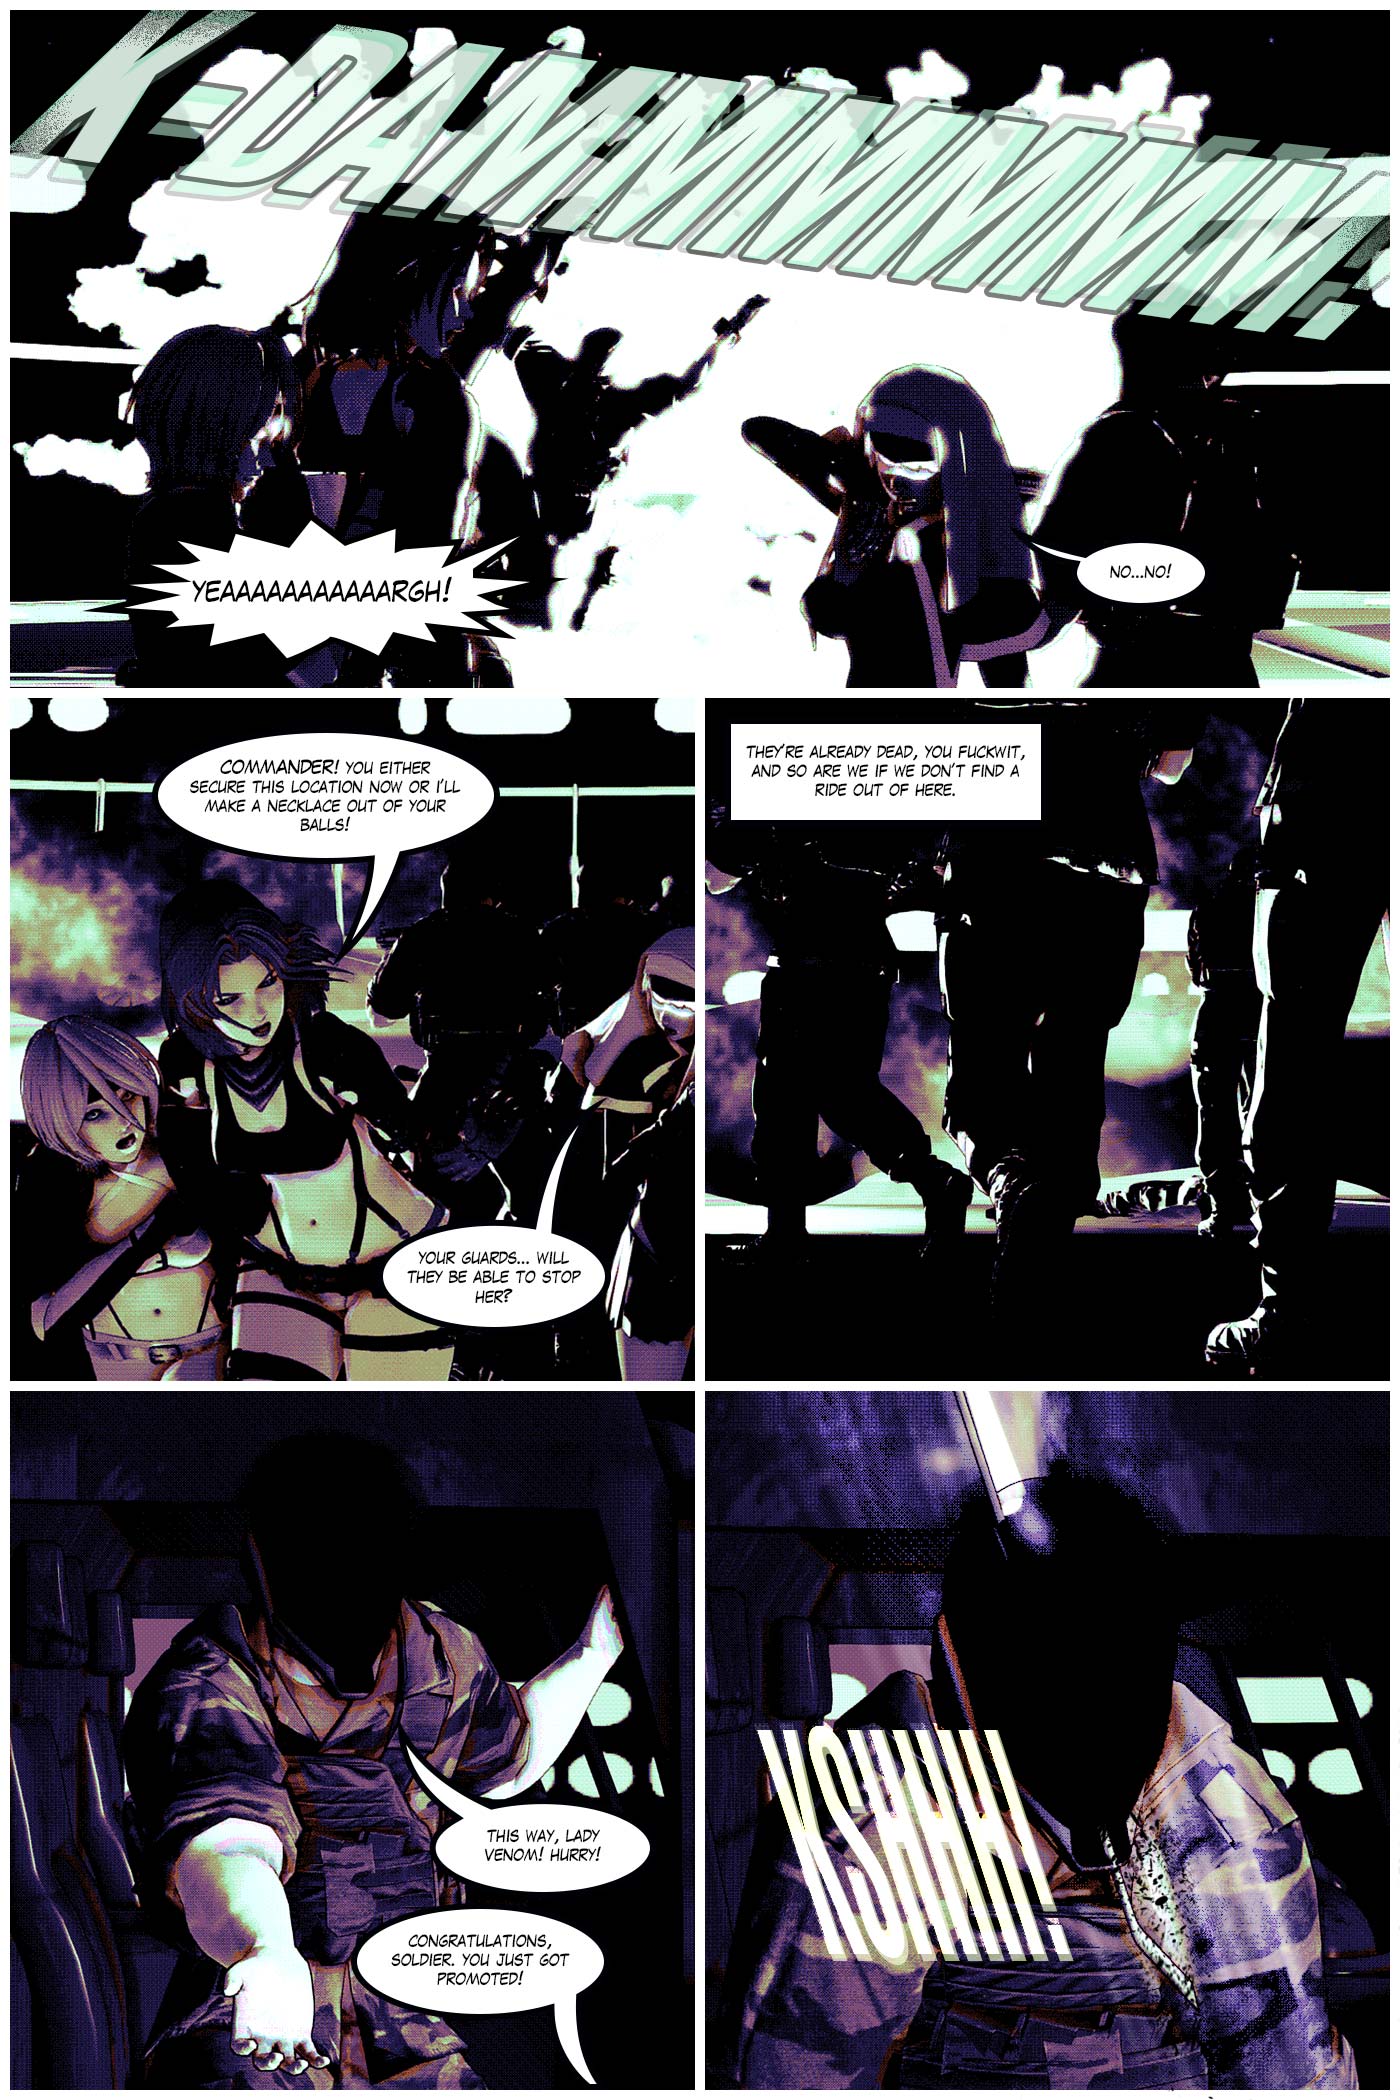 K-DAMMMMMMM!
YEAAAAAAAAAAARGH!
NO...NO!
COMMANDER! YOU EITHER
SECURE THIS LOCATION NOW OR I'LL
MAKE A NECKLACE OUT OF YOUR
BALLS!
YOUR GUARDS... WILL
THEY BE ABLE TO STOP
HER?
THEY'RE ALREADY DEAD, YOU FUCKWIT,
AND SO ARE WE IF WE DON'T FIND A
RIDE OUT OF HERE.
THIS WAY, LADY
VENOM! HURRY!
CONGRATULATIONS,
SOLDIER. YOU JUST GOT
PROMOTED!
KSHHH!